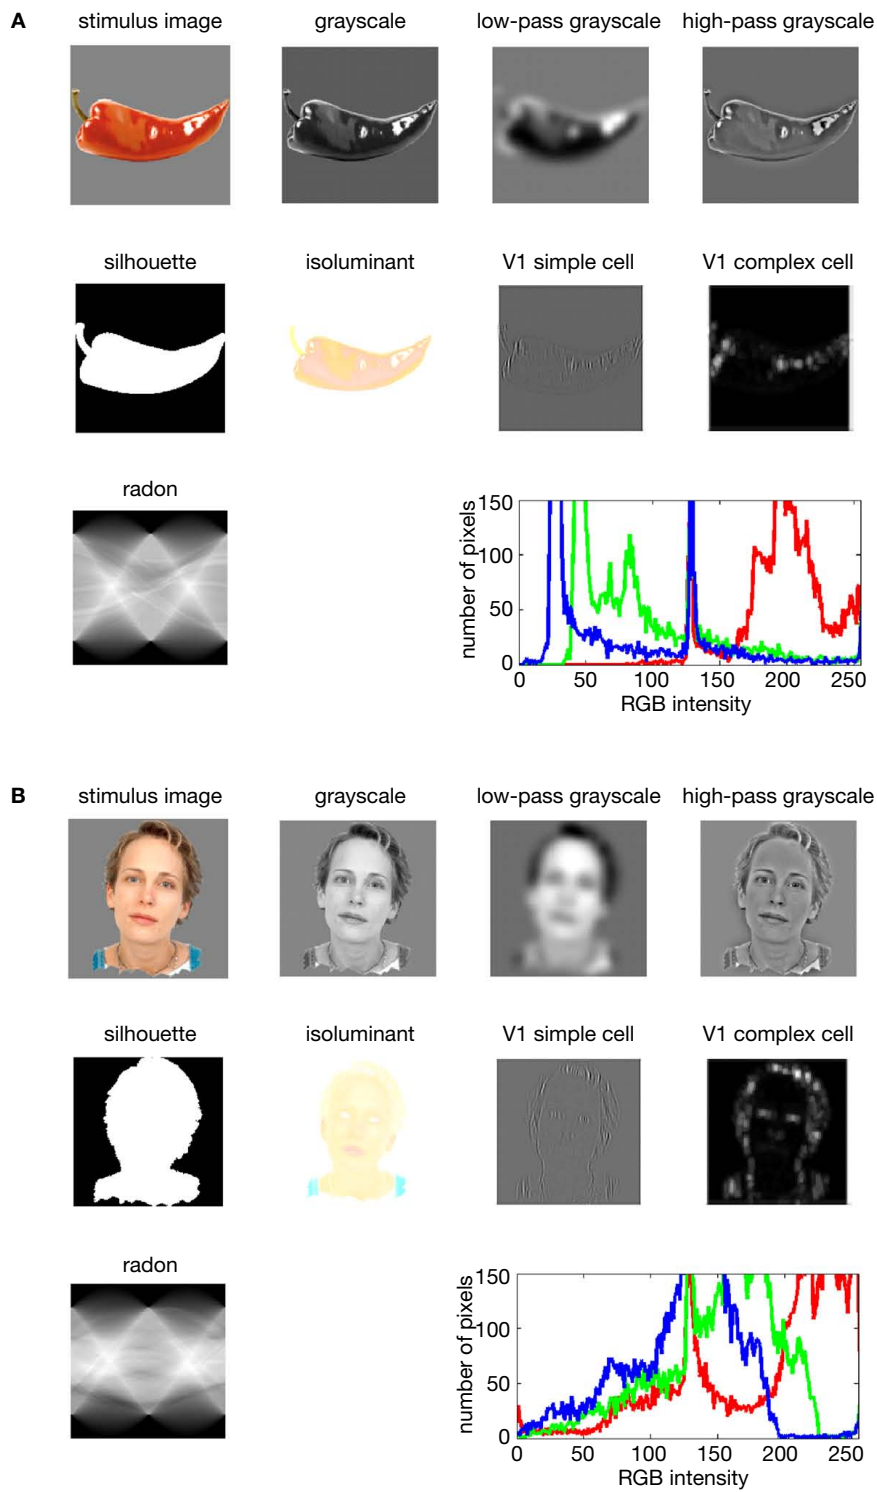 A
stimulus image
grayscale
low-pass grayscale
high-pass grayscale
silhouette
isoluminant
V1 simple cell
V1 complex cell
radon
number of pixels
150
100
50
0
0 50 100 150 200 250
RGB intensity
B
stimulus image
grayscale
low-pass grayscale
high-pass grayscale
silhouette
isoluminant
V1 simple cell
V1 complex cell
radon
number of pixels
150
100
50
0
0 50 100 150 200 250
RGB intensity